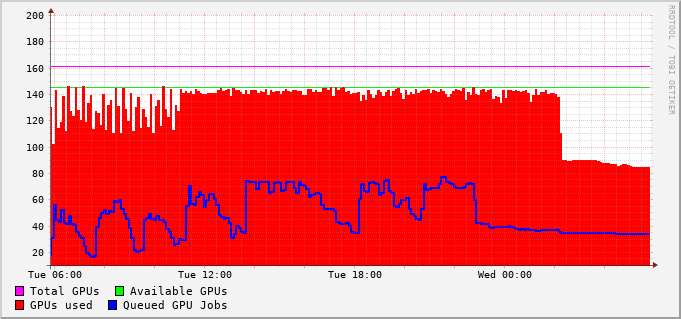 200
180
160
140
120
100
80
60
40
20
Tue 06:00 Tue 12:00 Tue 18:00 Wed 00:00
Total GPUs Available GPUs
GPUs used Queued GPU Jobs
RRDTOOL / TOBI OETIKER